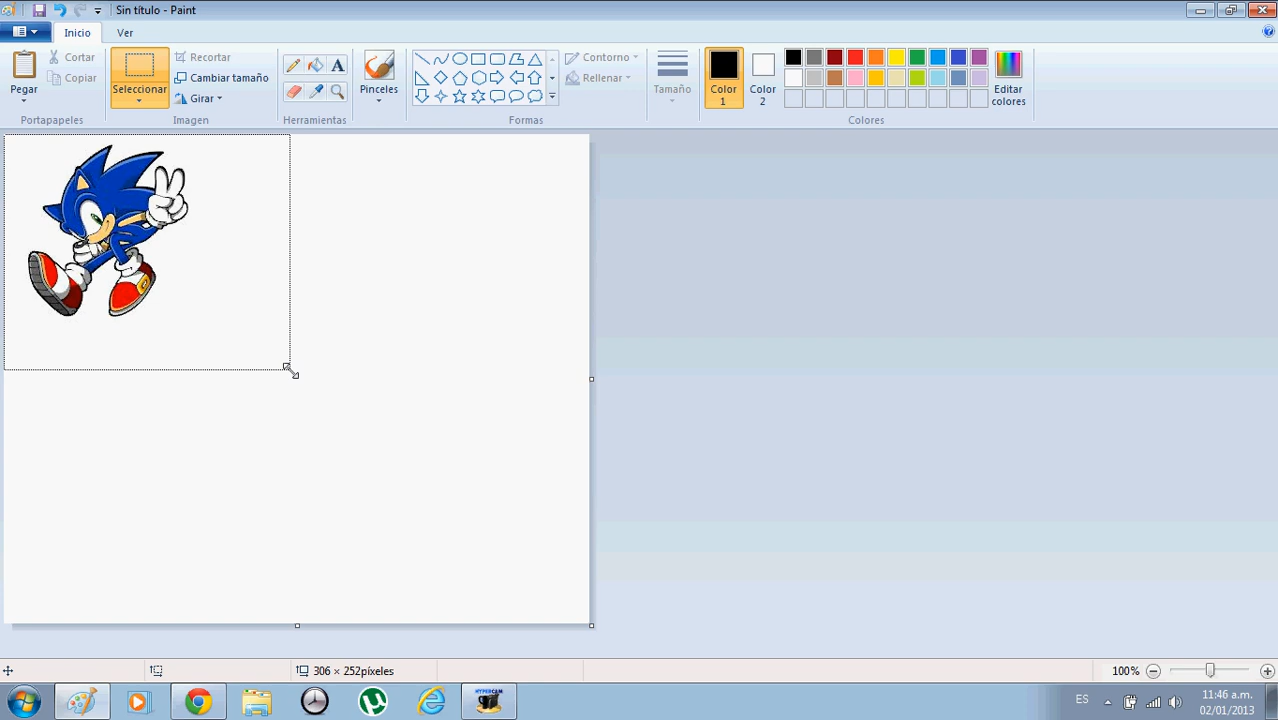 Sin título - Paint
Inicio
Ver
Pegar
Cortar
Copiar
Portapapeles
Seleccionar
Recortar
Cambiar tamaño
Girar
Imagen
A
Herramientas
Pinceles
Contorno
Rellenar
Formas
Tamaño
Color
1
Color
2
Editar
colores
Colores
306 × 252píxeles
100%
HYPERCAM
ES
11:46 a.m.
02/01/2013